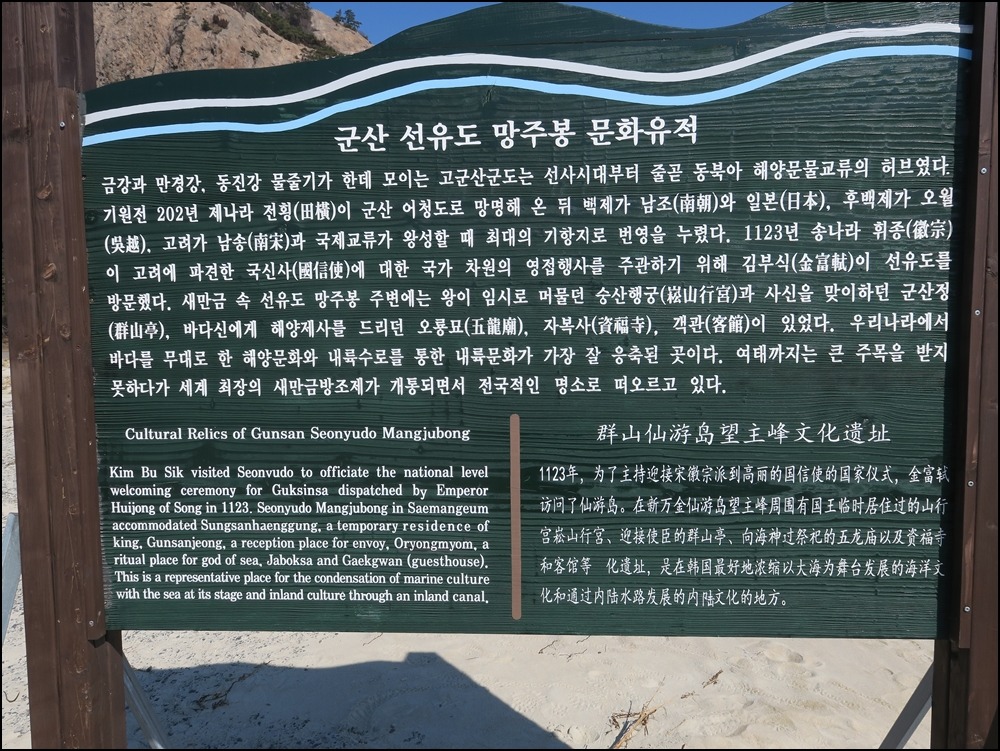 군산 선유도 망주봉 문화유적
금강과 만경강, 동진강 물줄기가 한데 모이는 고군산군도는 선사시대부터 줄곧 동북아 해양문물교류의 허브였다.
기원전 202년 제나라 전횡(田橫)이 군산 어청도로 망명해 온 뒤 백제가 남조(南朝)와 일본(日本), 후백제가 오월
(吳越), 고려가 남송(南宋)과 국제교류가 왕성할 때 최대의 기항지로 번영을 누렸다. 1123년 송나라 휘종(徽宗)
이 고려에 파견한 국신사(國信使)에 대한 국가 차원의 영접행사를 주관하기 위해 김부식(金富軾)이 선유도를
방문했다. 새만금 속 선유도 망주봉 주변에는 왕이 임시로 머물던 숭산행궁(崧山行宮)과 사신을 맞이하던 군산정
(群山亭), 바다신에게 해양제사를 드리던 오룡묘(五龍廟), 자복사(資福寺), 객관(客館)이 있었다. 우리나라에서
바다를 무대로 한 해양문화와 내륙수로를 통한 내륙문화가 가장 잘 응축된 곳이다. 여태까지는 큰 주목을 받지
못하다가 세계 최장의 새만금방조제가 개통되면서 전국적인 명소로 떠오르고 있다.
Cultural Relics of Gunsan Seonyudo Mangjubong
Kim Bu Sik visited Seonvudo to officiate the national level
welcoming ceremony for Guksinsa dispatched by Emperor
Huijong of Song in 1123. Seonyudo Mangjubong in Saemangeum
accommodated Sungsanhaenggung, a temporary residence of
king, Gunsanjeong, a reception place for envoy, Oryongmyom, a
ritual place for god of sea, Jaboksa and Gaekgwan (guesthouse).
This is a representative place for the condensation of marine culture
with the sea at its stage and inland culture through an inland canal.
群山仙游岛望主峰文化遗址
1123年，为了主持迎接宋徽宗派到高丽的国信使的国家仪式，金富轼
访问了仙游岛。在新万金仙游岛望主峰周围有国王临时居住过的山行
宫崧山行宫、迎接使臣的群山亭、向海神过祭祀的五龙庙以及资福寺
和客馆等 化遗址，是在韩国最好地浓缩以大海为舞台发展的海洋文
化和通过内陆水路发展的内陆文化的地方。